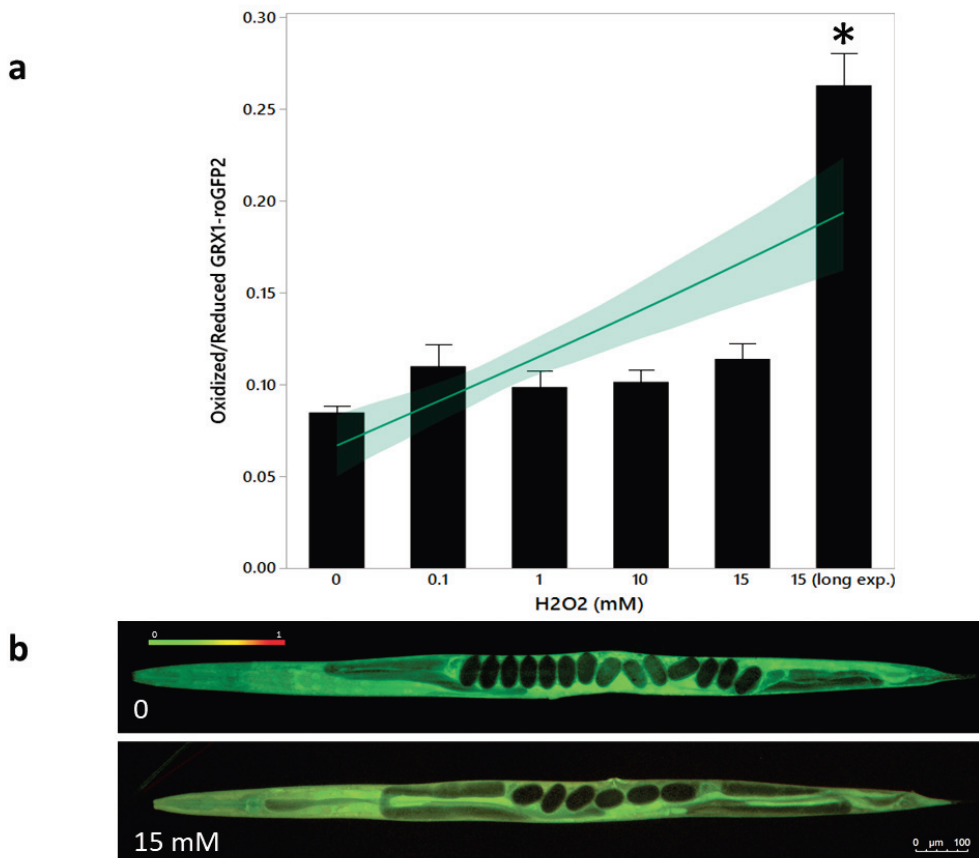 a
*
0.30
0.25
0.20
0.15
0.10
0.05
0.00
Oxidized/Reduced GRX1-roGFP2
0 0.1 1 10 15 15 (long exp.)
H2O2 (mM)
b
0 1
0
15 mM
0 µm 100